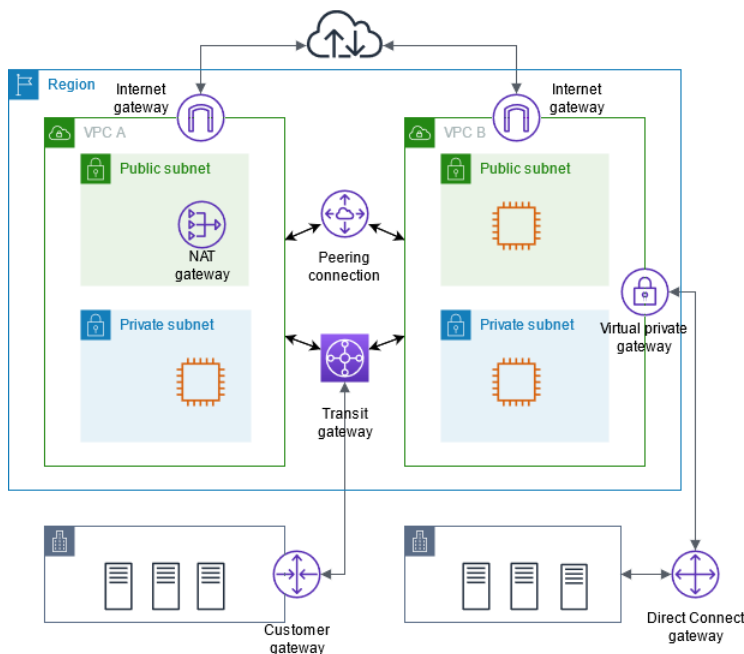 Region
Internet
gateway
Internet
gateway
VPC A
VPC B
Public subnet
Public subnet
NAT
gateway
Peering
connection
Private subnet
Private subnet
Virtual private
gateway
Transit
gateway
Customer
gateway
Direct Connect
gateway